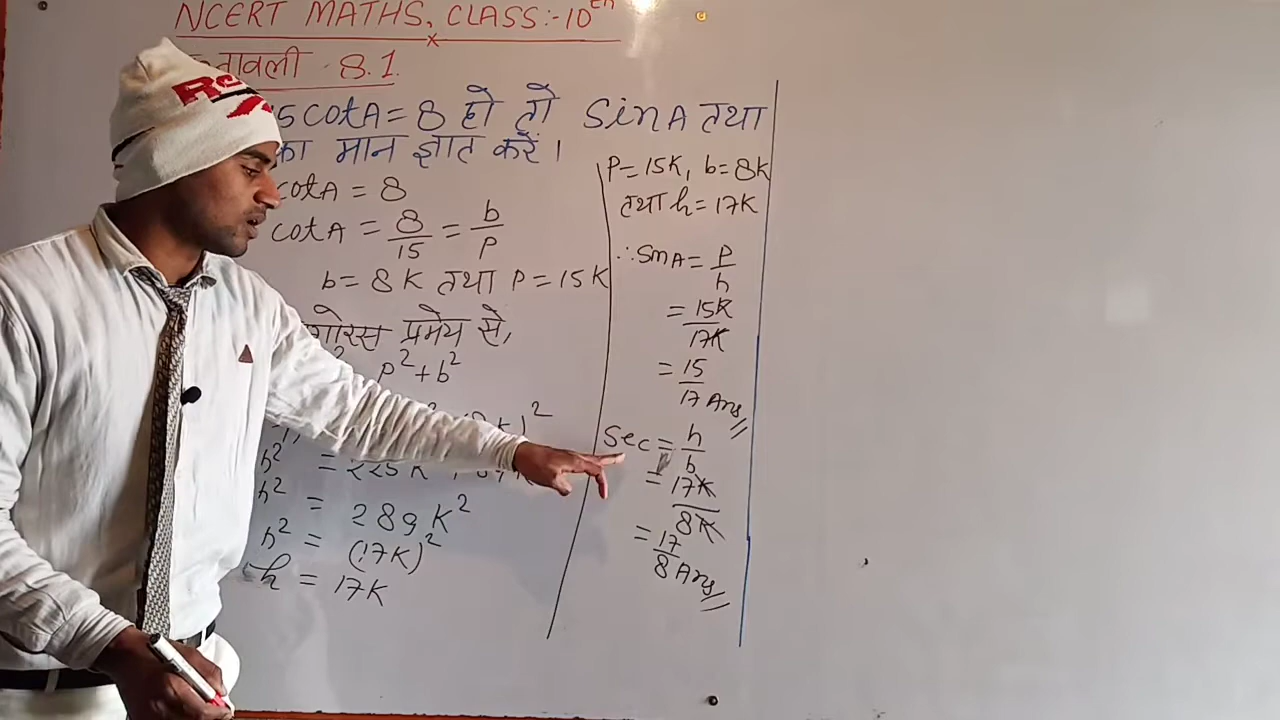 NCERT MATHS, CLASS:-10th
8.1.
5cotA = 8 हो तो SinA तथा
का मान ज्ञात करें।
cotA = 8
cotA = 8/15 = b/P
b = 8K तथा P = 15K
प्रमेय से,
P² + b²
h² = 225K²
h² = 289K²
h² = (17K)²
h = 17K
P = 15K, b = 8K
तथा h = 17K
∴ SinA = P/h
= 15K/17K
= 15/17 Ans
Sec = h/b
= 17K/8K
= 17/8 Ans